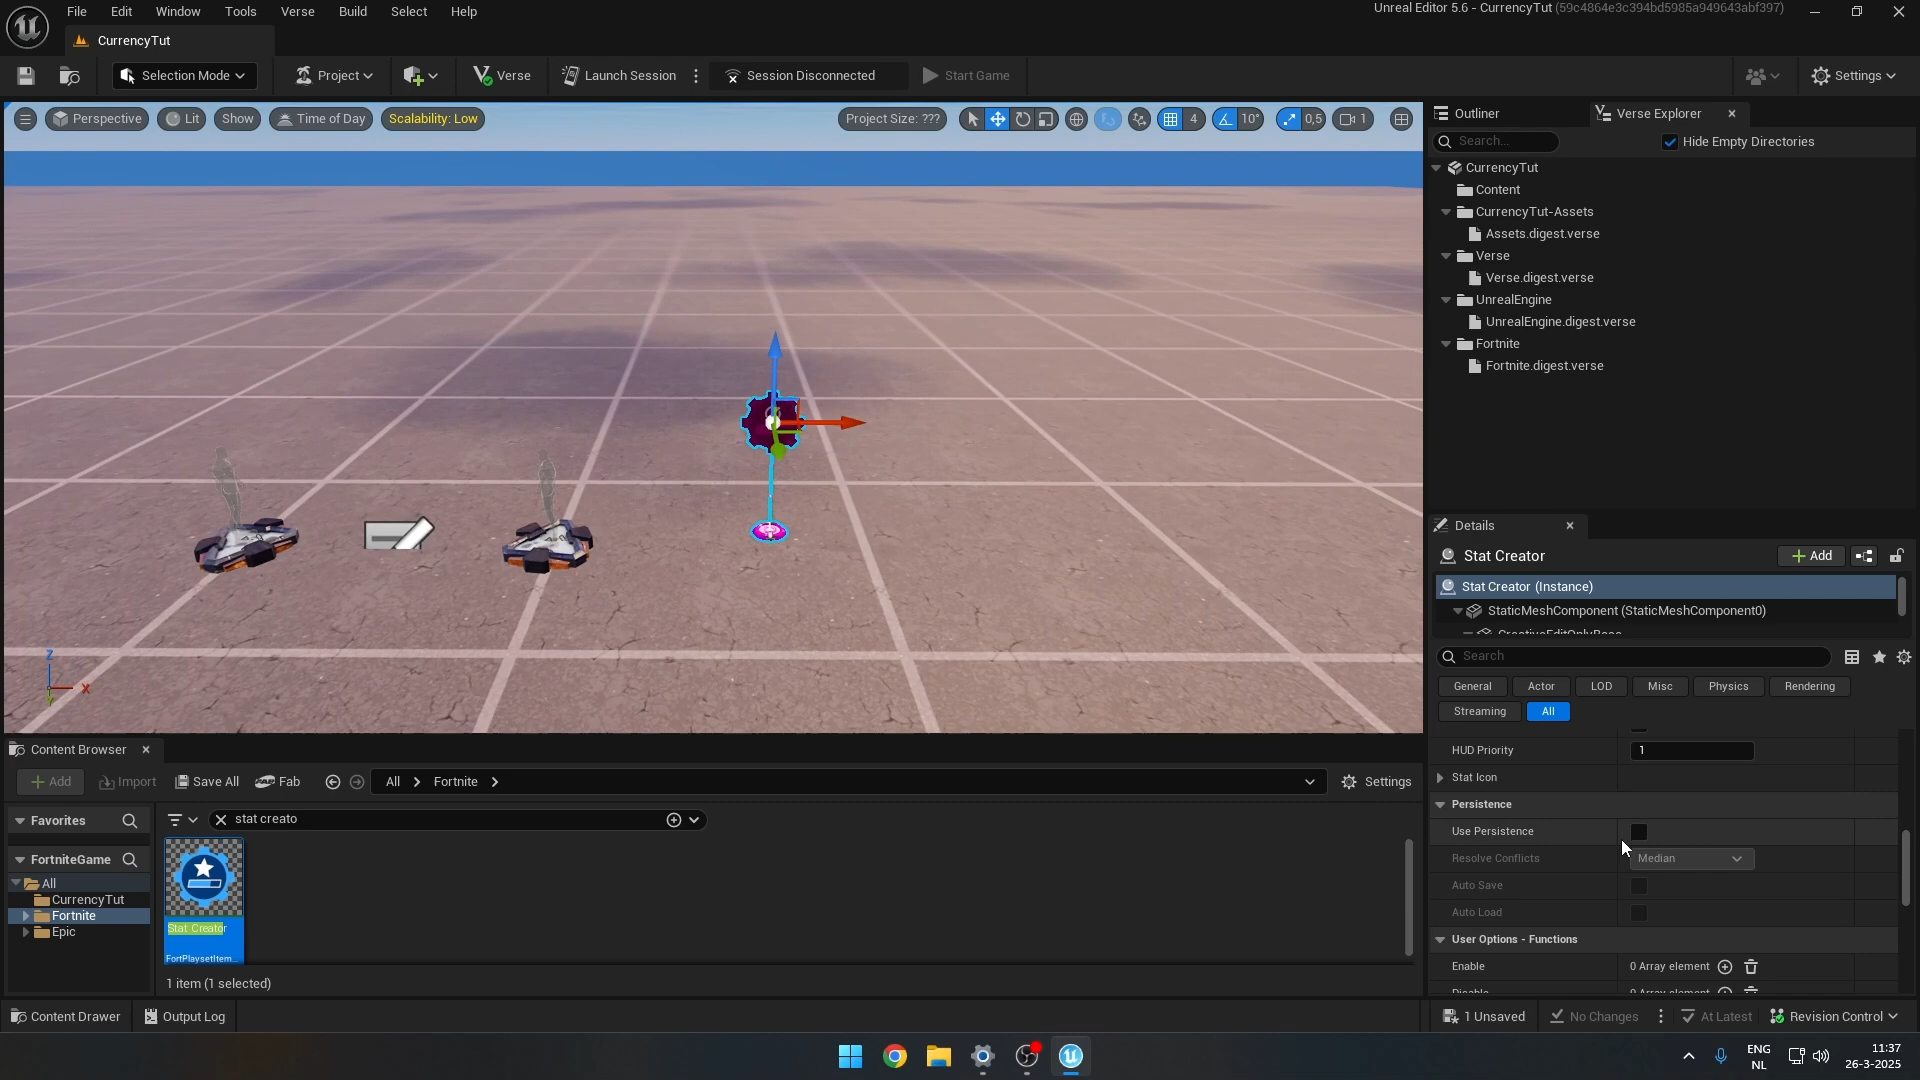 File Edit Window Tools Verse Build Select Help
Unreal Editor 5.6 - CurrencyTut (59c4864e3c394bd5985a949643abf397)
CurrencyTut
Selection Mode
Project
Verse
Launch Session
Session Disconnected
Start Game
Settings
Perspective
Lit
Show
Time of Day
Scalability: Low
Project Size: ???
4
10°
0,5
1
Outliner
Verse Explorer
Search...
Hide Empty Directories
CurrencyTut
Content
CurrencyTut-Assets
Assets.digest.verse
Verse
Verse.digest.verse
UnrealEngine
UnrealEngine.digest.verse
Fortnite
Fortnite.digest.verse
Details
Stat Creator
Add
Stat Creator (Instance)
StaticMeshComponent (StaticMeshComponent0)
CreativeEditOnlyBase
Search
General
Actor
LOD
Misc
Physics
Rendering
Streaming
All
HUD Priority
1
Stat Icon
Persistence
Use Persistence
Resolve Conflicts
Median
Auto Save
Auto Load
User Options - Functions
Enable
0 Array element
Disable
0 Array element
Z
X
Y
Content Browser
Add
Import
Save All
Fab
All
Fortnite
Settings
Favorites
FortniteGame
All
CurrencyTut
Fortnite
Epic
stat creato
Stat Creator
FortPlaysetItem...
1 item (1 selected)
Content Drawer
Output Log
1 Unsaved
No Changes
At Latest
Revision Control
ENG
NL
11:37
26-3-2025